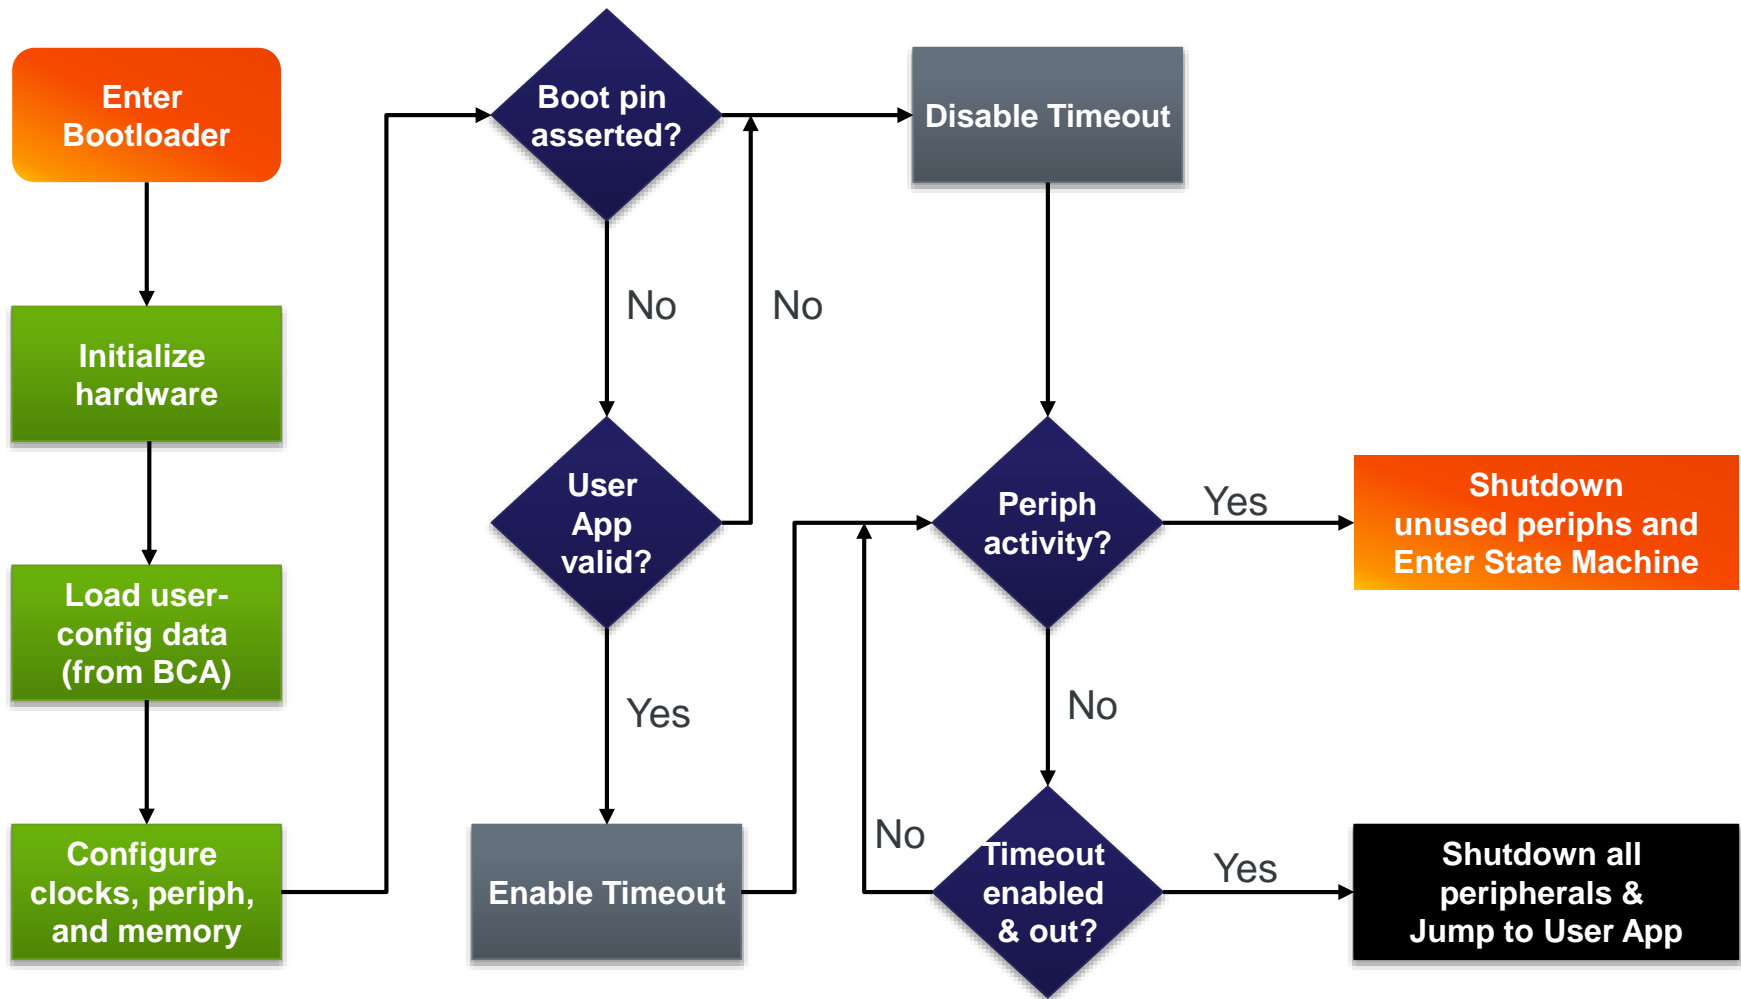 Enter
Bootloader
Initialize
hardware
Load user-
config data
(from BCA)
Configure
clocks, periph,
and memory
Boot pin
asserted?
No
No
User
App
valid?
Yes
Enable Timeout
Disable Timeout
Periph
activity?
Yes
No
Timeout
enabled
& out?
No
Yes
Shutdown
unused periphs and
Enter State Machine
Shutdown all
peripherals &
Jump to User App